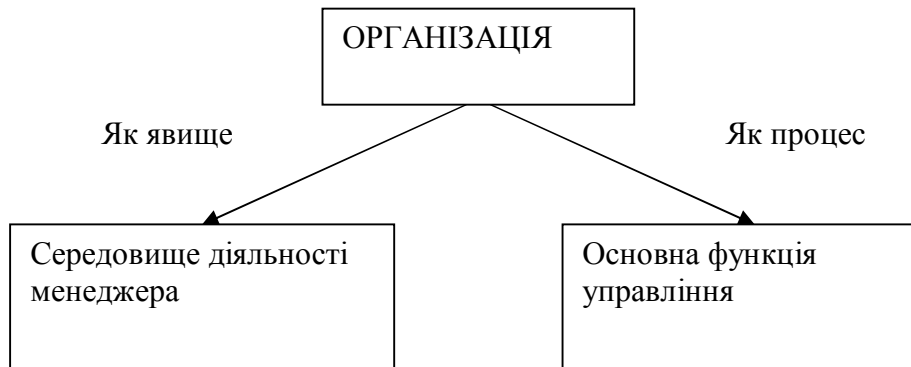 ОРГАНІЗАЦІЯ
Як явище
Як процес
Середовище діяльності
менеджера
Основна функція
управління